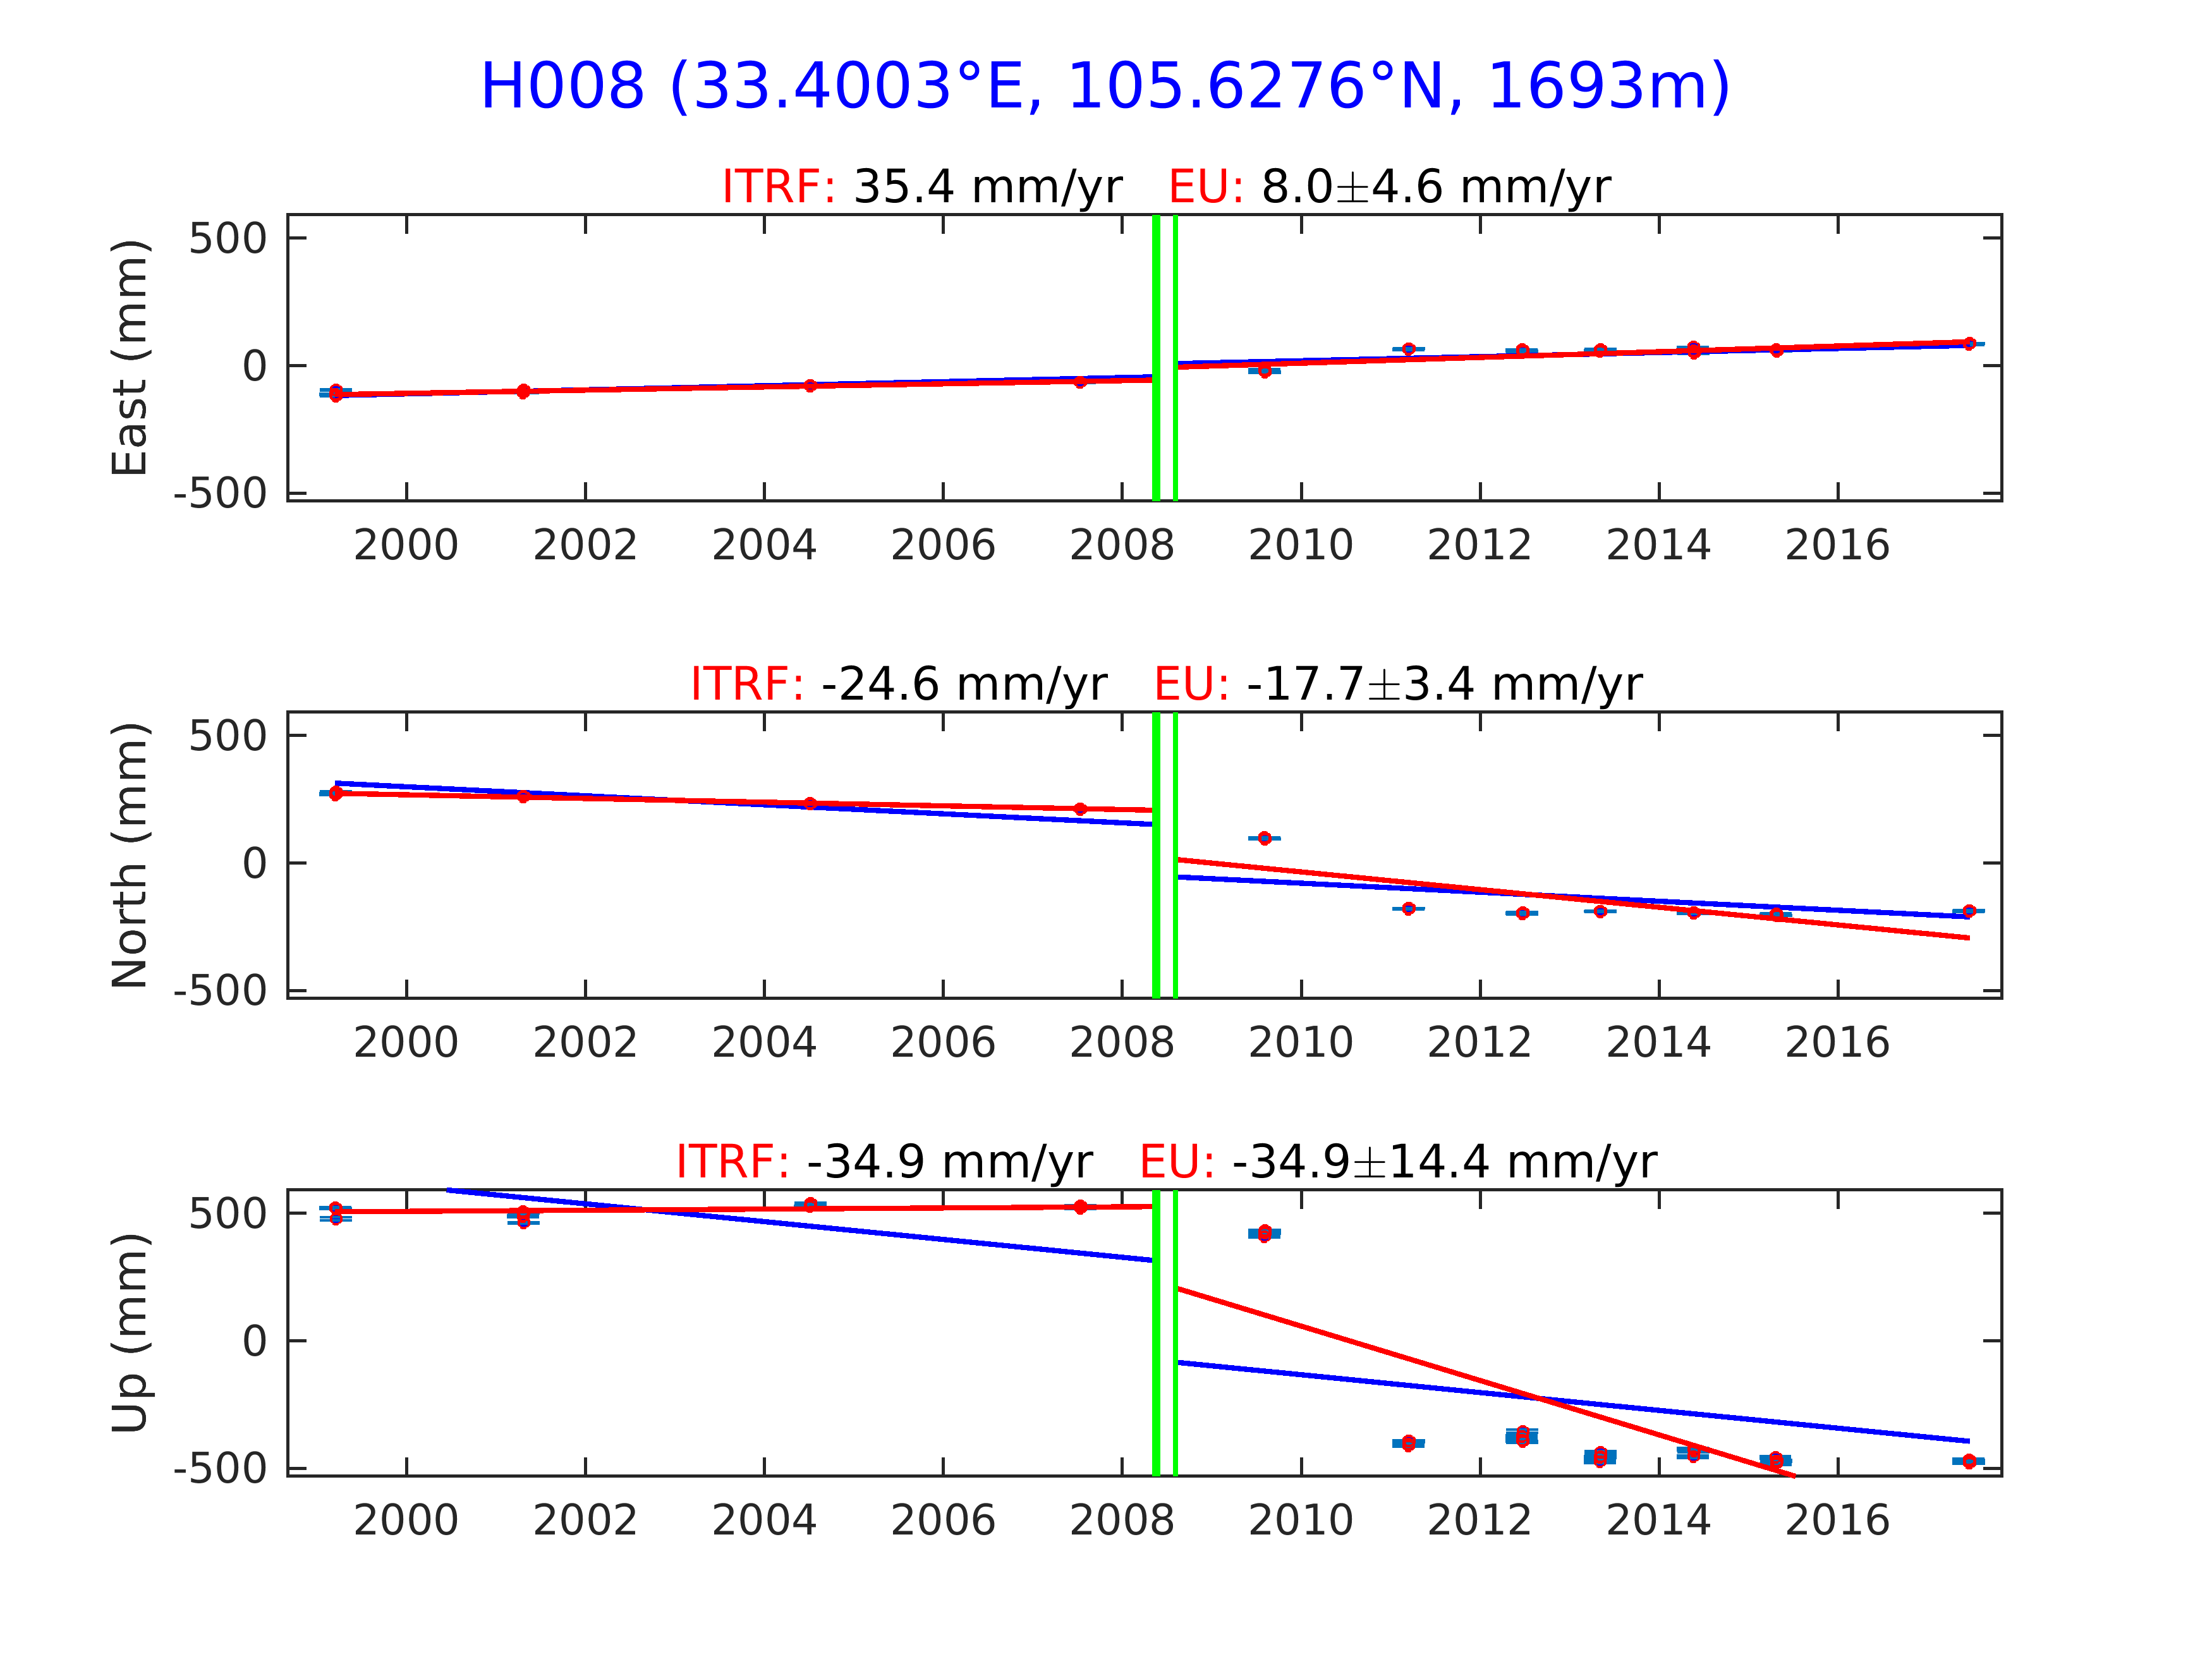 H008 (33.4003°E, 105.6276°N, 1693m)
ITRF: 35.4 mm/yr EU: 8.0±4.6 mm/yr
East (mm)
500
0
-500
2000 2002 2004 2006 2008 2010 2012 2014 2016
ITRF: -24.6 mm/yr EU: -17.7±3.4 mm/yr
North (mm)
500
0
-500
2000 2002 2004 2006 2008 2010 2012 2014 2016
ITRF: -34.9 mm/yr EU: -34.9±14.4 mm/yr
Up (mm)
500
0
-500
2000 2002 2004 2006 2008 2010 2012 2014 2016